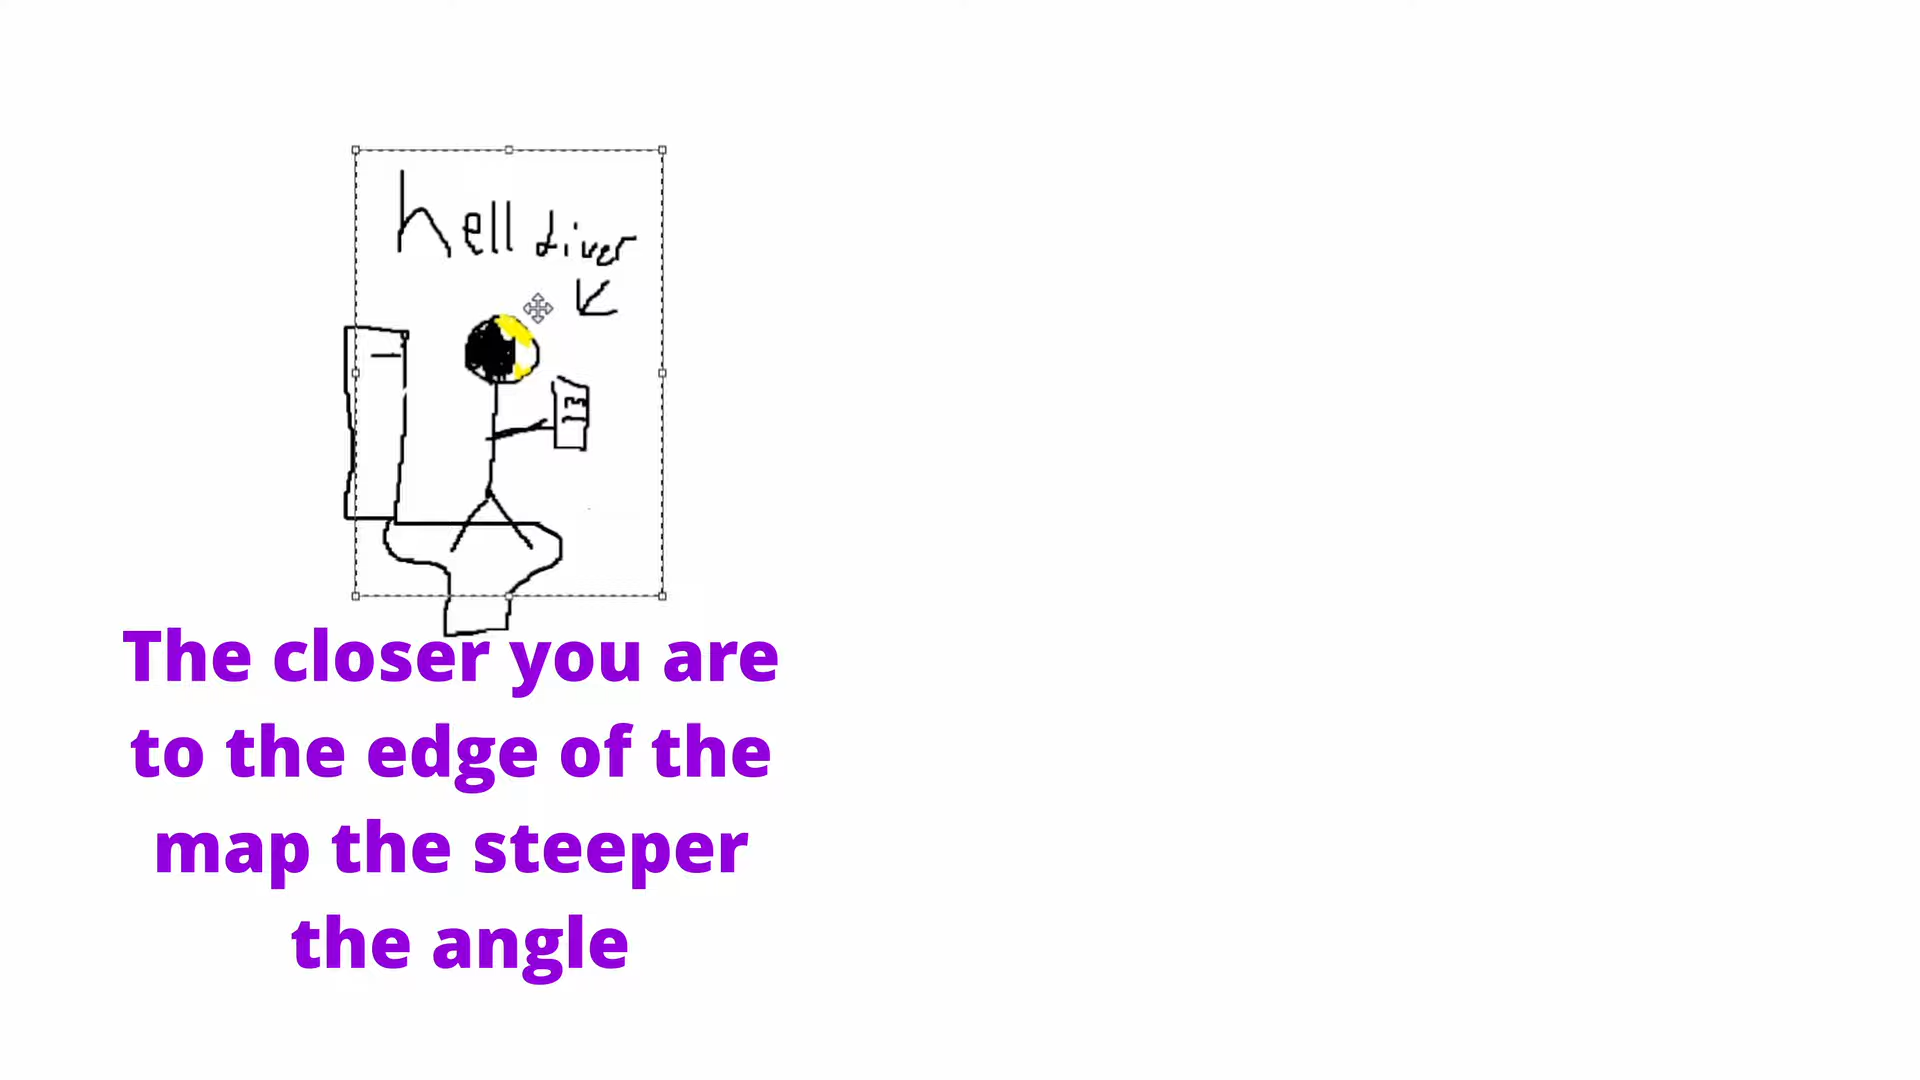 hell diver
The closer you are
to the edge of the
map the steeper
the angle